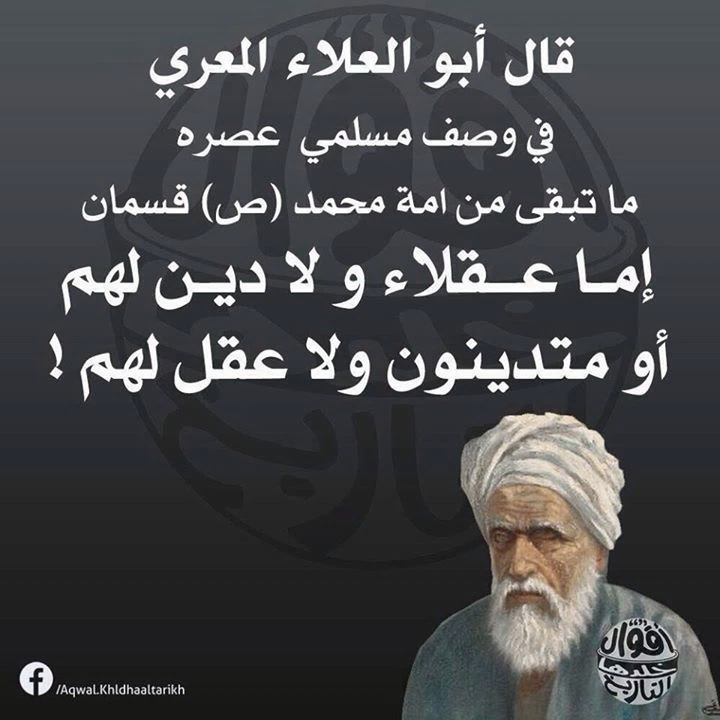 قال أبو العلاء المعري
في وصف مسلمي عصره
ما تبقى من امة محمد (ص) قسمان
إما عـقلاء و لا ديـن لهم
أو متدينون ولا عقل لهم !
أقوال
خلدها
التاريخ
/Aqwal.Khldhaaltarikh